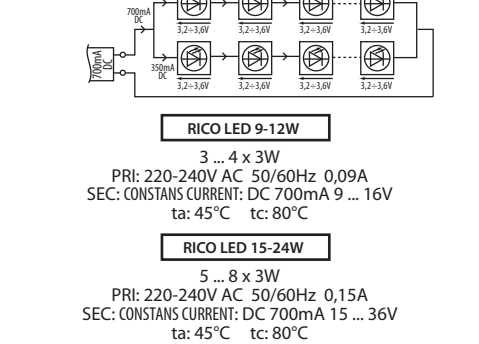 700mA
DC
3,2÷3,6V 3,2÷3,6V 3,2÷3,6V 3,2÷3,6V
700mA
DC
350mA
DC
3,2÷3,6V 3,2÷3,6V 3,2÷3,6V 3,2÷3,6V
RICO LED 9-12W
3 ... 4 x 3W
PRI: 220-240V AC 50/60Hz 0,09A
SEC: CONSTANS CURRENT: DC 700mA 9 ... 16V
ta: 45°C tc: 80°C
RICO LED 15-24W
5 ... 8 x 3W
PRI: 220-240V AC 50/60Hz 0,15A
SEC: CONSTANS CURRENT: DC 700mA 15 ... 36V
ta: 45°C tc: 80°C